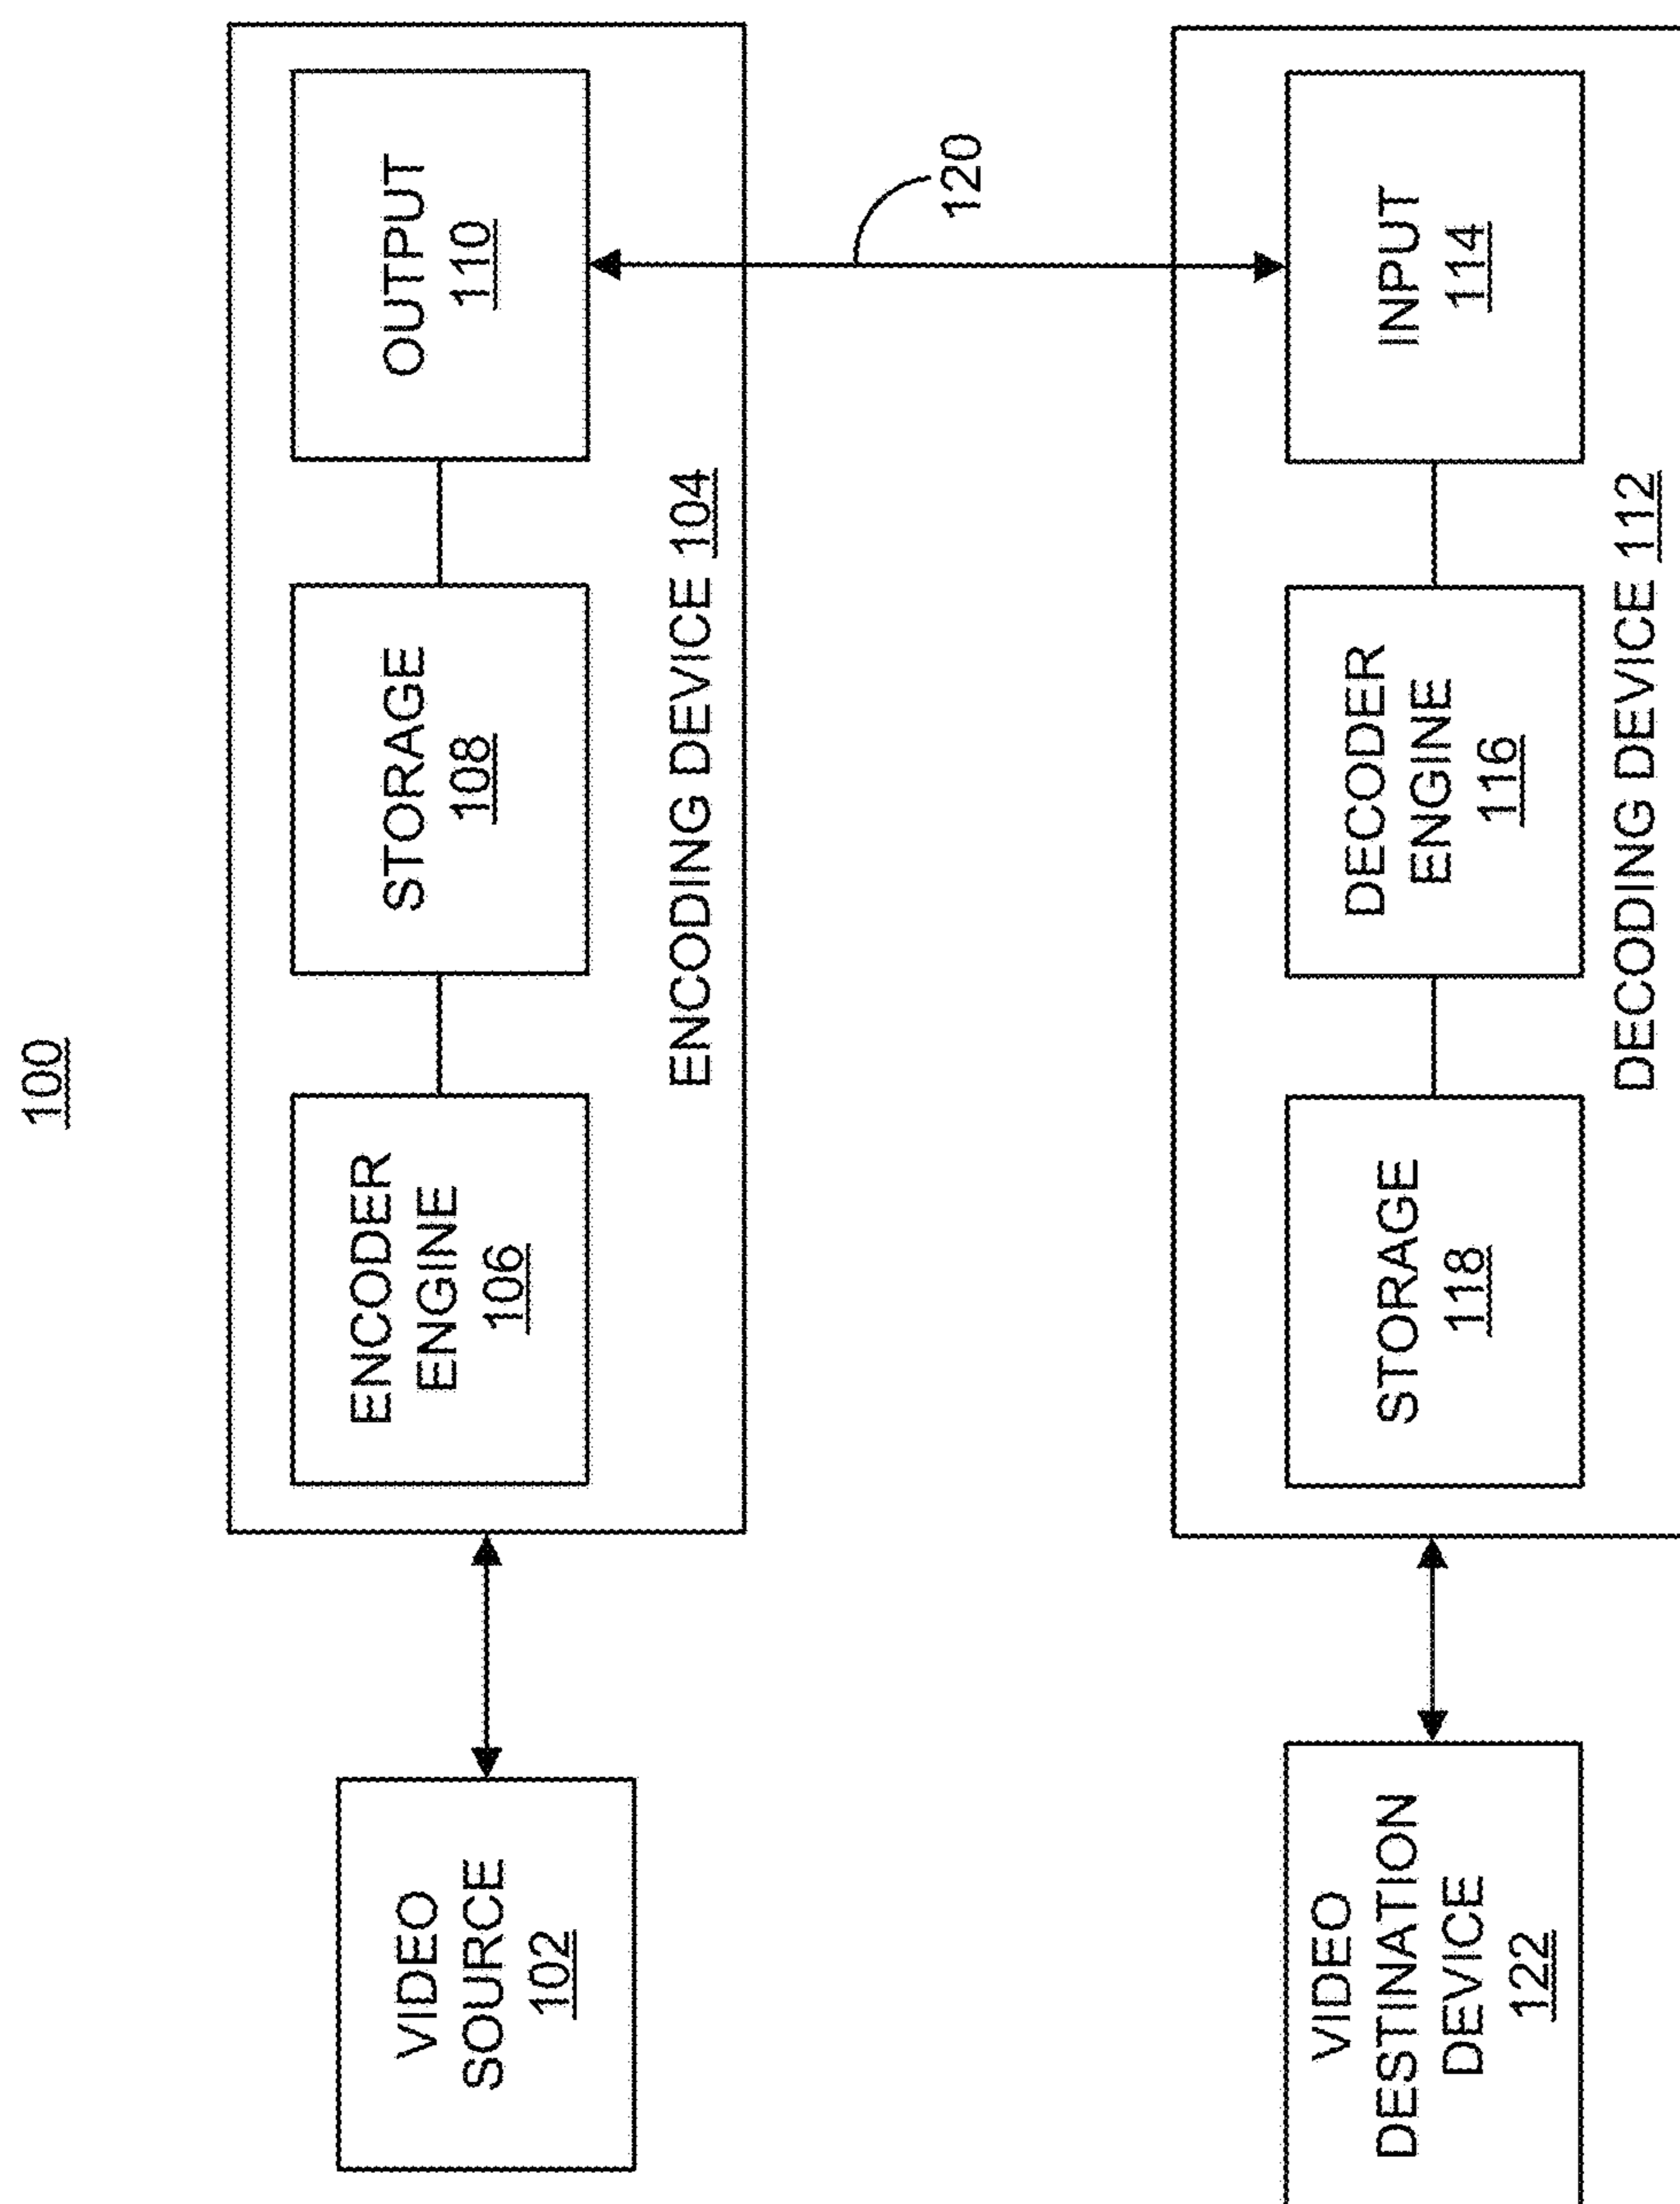 100
VIDEO
SOURCE
102
ENCODER
ENGINE
106
STORAGE
108
OUTPUT
110
ENCODING DEVICE 104
120
VIDEO
DESTINATION
DEVICE
122
STORAGE
118
DECODER
ENGINE
116
INPUT
114
DECODING DEVICE 112